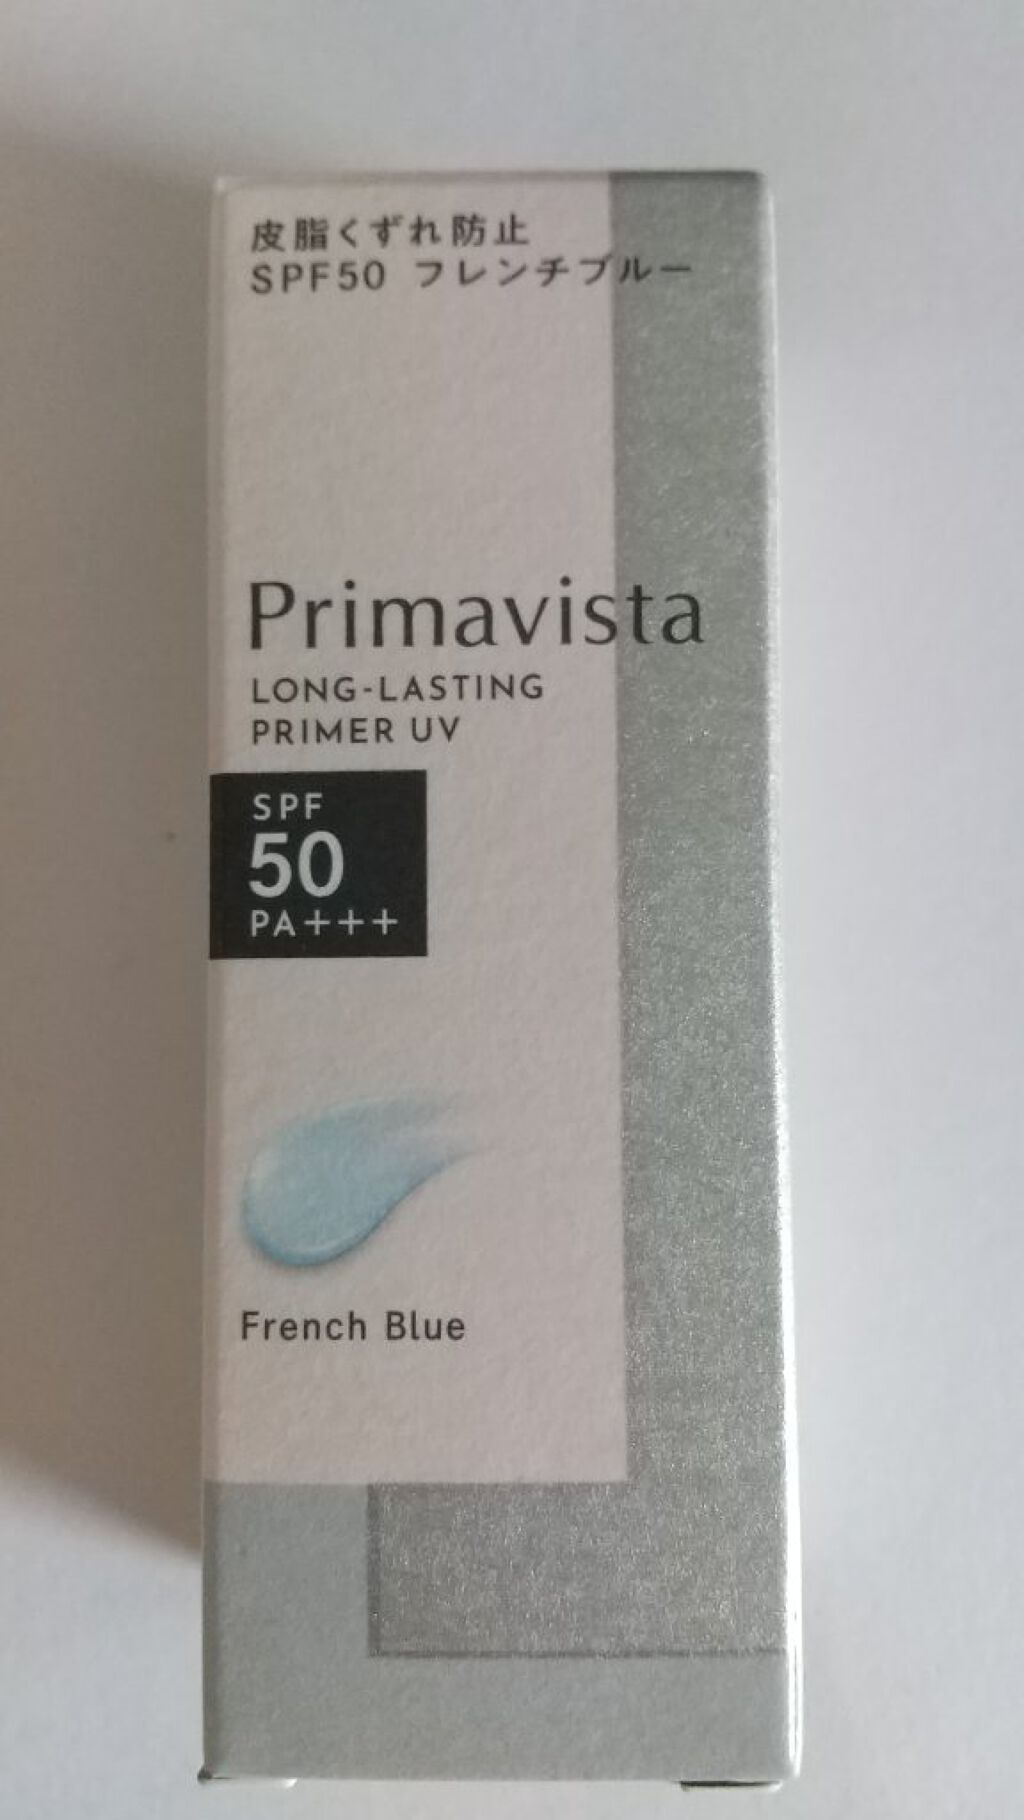 皮脂くずれ防止
SPF50 フレンチブルー
Primavista
LONG-LASTING
PRIMER UV
SPF
50
PA+++
French Blue